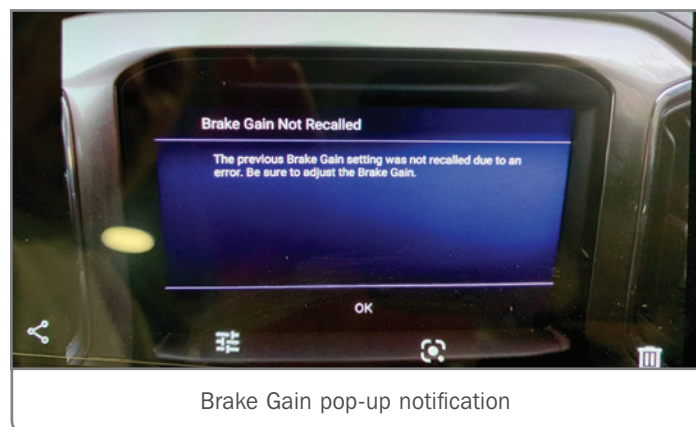 Brake Gain Not Recalled
The previous Brake Gain setting was not recalled due to an
error. Be sure to adjust the Brake Gain.
OK
Brake Gain pop-up notification